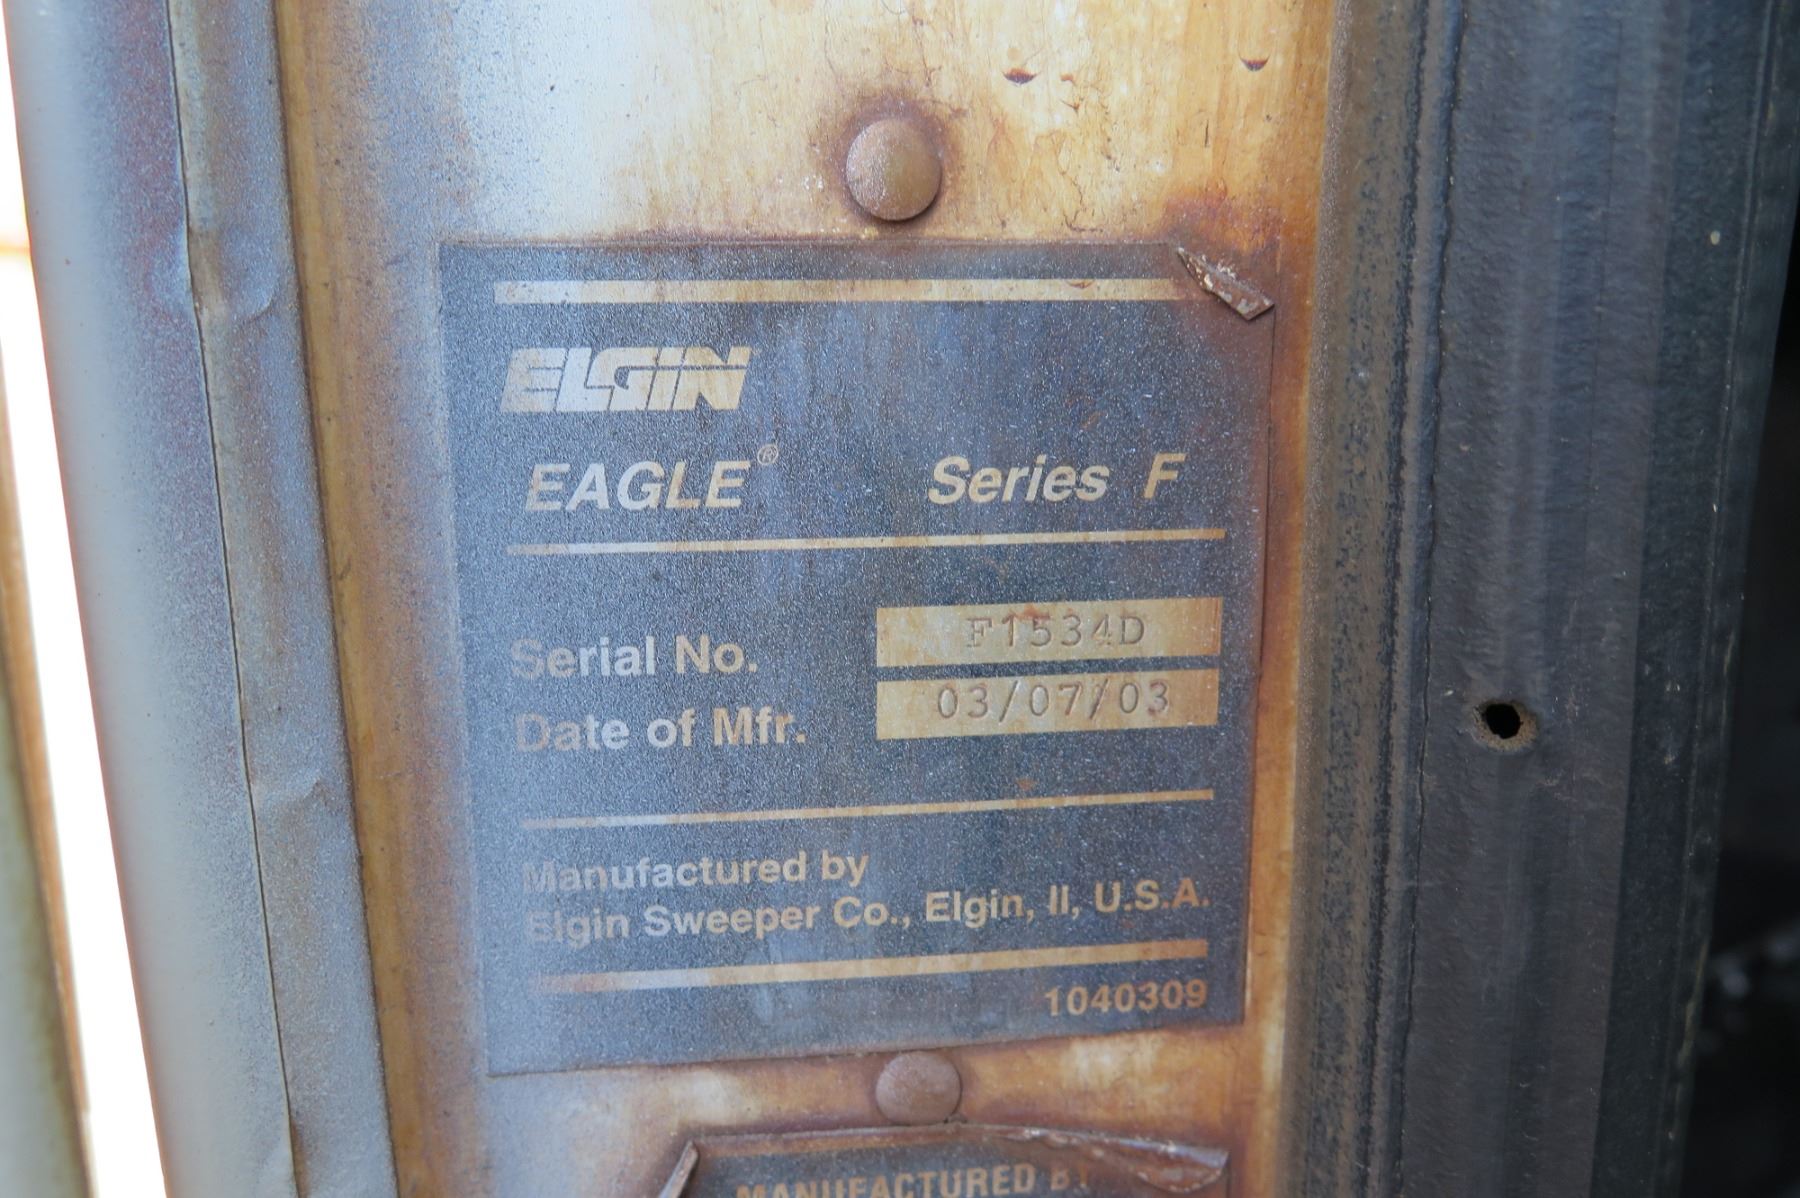 ELGIN
EAGLE® Series F
Serial No. F1534D
Date of Mfr. 03/07/03
Manufactured by
Elgin Sweeper Co., Elgin, Il, U.S.A.
1040309
MANUFACTURED BY